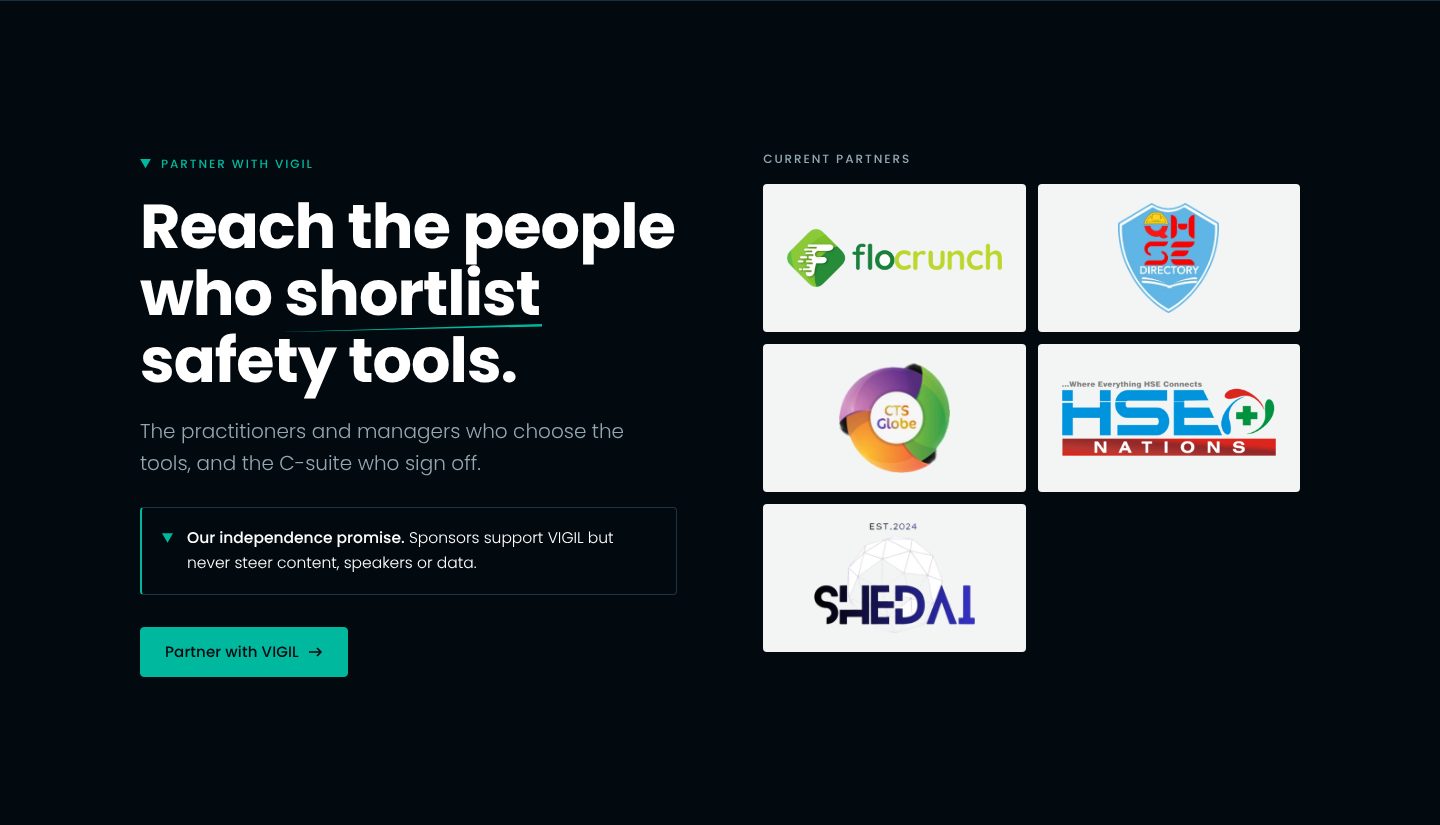 PARTNER WITH VIGIL
Reach the people
who shortlist
safety tools.
The practitioners and managers who choose the
tools, and the C-suite who sign off.
Our independence promise. Sponsors support VIGIL but
never steer content, speakers or data.
Partner with VIGIL →
CURRENT PARTNERS
flocrunch
QH
SE
DIRECTORY
CTS
Globe
...Where Everything HSE Connects
HSE
NATIONS
EST.2024
SHEDAI